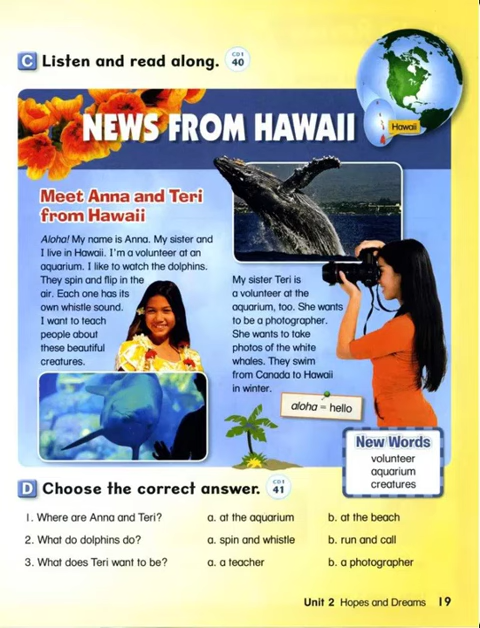 C Listen and read along. CD1 40
NEWS FROM HAWAII
Hawaii
Meet Anna and Teri
from Hawaii
Aloha! My name is Anna. My sister and
I live in Hawaii. I'm a volunteer at an
aquarium. I like to watch the dolphins.
They spin and flip in the
air. Each one has its
own whistle sound.
I want to teach
people about
these beautiful
creatures.
My sister Teri is
a volunteer at the
aquarium, too. She wants
to be a photographer.
She wants to take
photos of the white
whales. They swim
from Canada to Hawaii
in winter.
aloha = hello
New Words
volunteer
aquarium
creatures
D Choose the correct answer. CD1 41
1. Where are Anna and Teri? a. at the aquarium b. at the beach
2. What do dolphins do? a. spin and whistle b. run and call
3. What does Teri want to be? a. a teacher b. a photographer
Unit 2 Hopes and Dreams 19